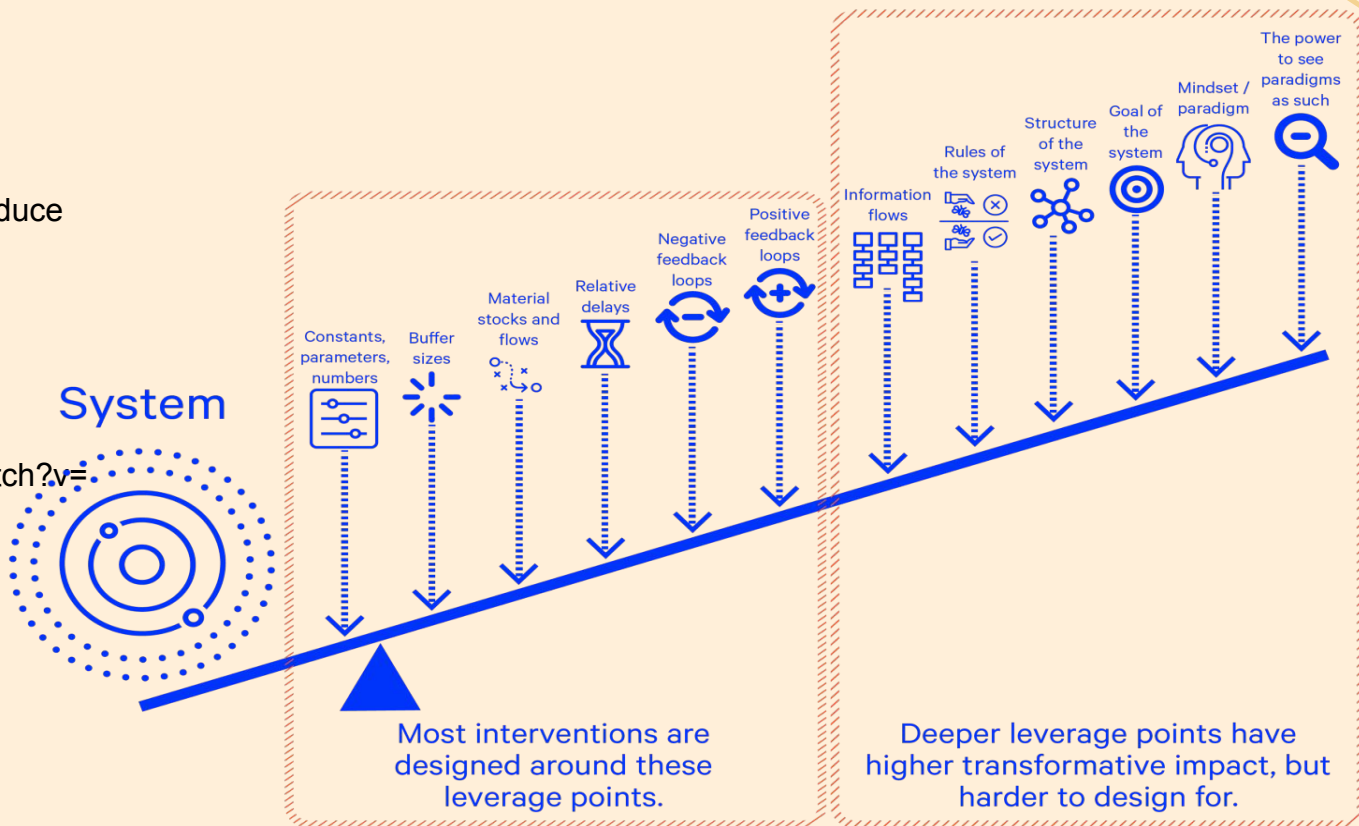 duce
tch?v=
System
Constants,
parameters,
numbers
Buffer
sizes
Material
stocks and
flows
Relative
delays
Negative
feedback
loops
Positive
feedback
loops
Information
flows
Rules of
the system
Structure
of the
system
Goal of
the
system
Mindset /
paradigm
The power
to see
paradigms
as such
Most interventions are
designed around these
leverage points.
Deeper leverage points have
higher transformative impact, but
harder to design for.